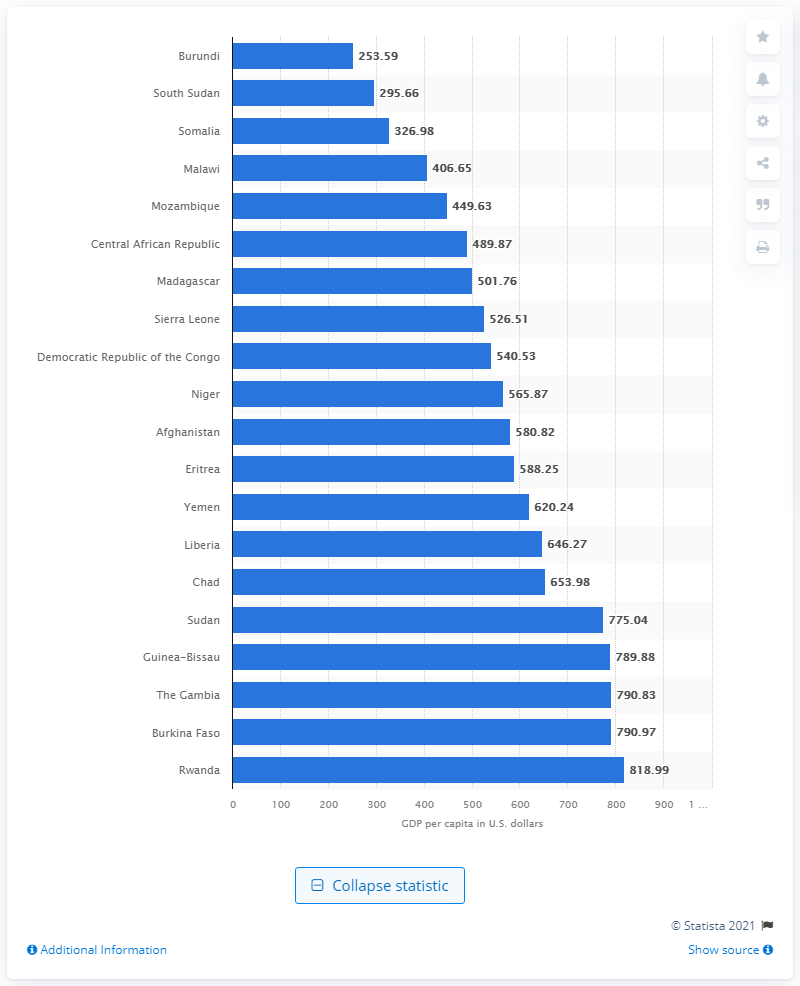 Burundi 253.59
South Sudan 295.66
Somalia 326.98
Malawi 406.65
Mozambique 449.63
Central African Republic 489.87
Madagascar 501.76
Sierra Leone 526.51
Democratic Republic of the Congo 540.53
Niger 565.87
Afghanistan 580.82
Eritrea 588.25
Yemen 620.24
Liberia 646.27
Chad 653.98
Sudan 775.04
Guinea-Bissau 789.88
The Gambia 790.83
Burkina Faso 790.97
Rwanda 818.99
0 100 200 300 400 500 600 700 800 900 1 ...
GDP per capita in U.S. dollars
Collapse statistic
© Statista 2021
Additional Information Show source